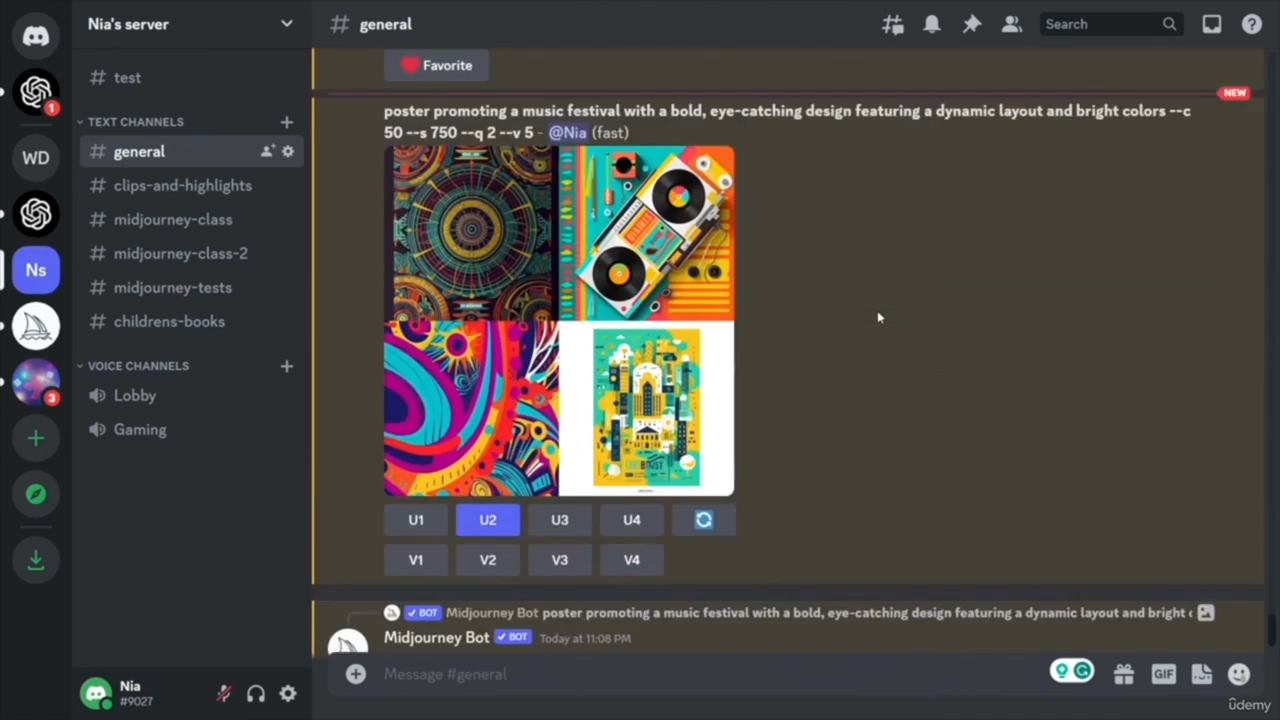 Nia's server
# general
Search
# test
Favorite
NEW
TEXT CHANNELS
poster promoting a music festival with a bold, eye-catching design featuring a dynamic layout and bright colors --c
50 --s 750 --q 2 --v 5 - @Nia (fast)
# general
# clips-and-highlights
# midjourney-class
# midjourney-class-2
# midjourney-tests
# childrens-books
VOICE CHANNELS
Lobby
Gaming
WD
Ns
1
3
U1 U2 U3 U4
V1 V2 V3 V4
BOT Midjourney Bot poster promoting a music festival with a bold, eye-catching design featuring a dynamic layout and bright
Midjourney Bot BOT Today at 11:08 PM
Message #general
GIF
Nia
#9027
ûdemy